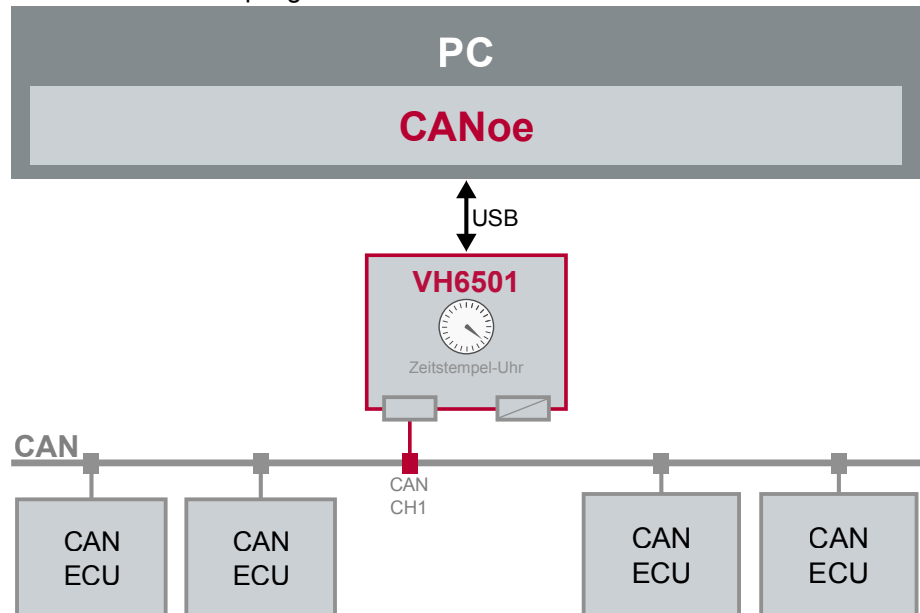 PC
CANoe
USB
VH6501
Zeitstempel-Uhr
CAN
CAN
CH1
CAN
ECU
CAN
ECU
CAN
ECU
CAN
ECU